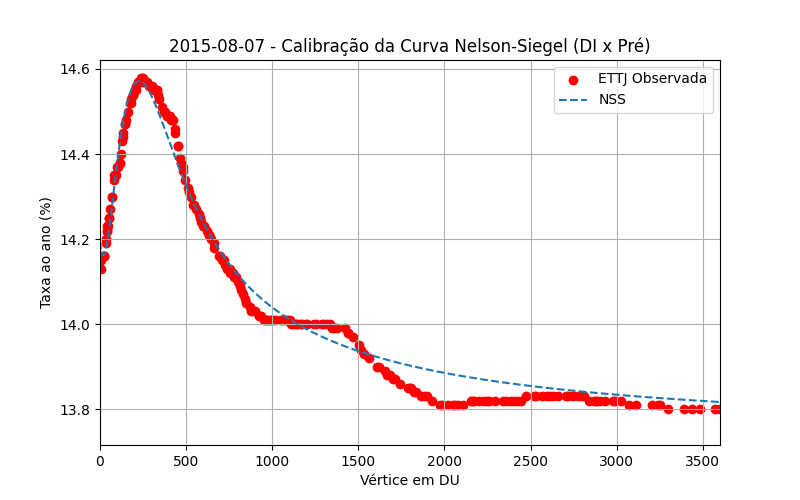 2015-08-07 - Calibração da Curva Nelson-Siegel (DI x Pré)
ETTJ Observada
NSS
Taxa ao ano (%)
14.6
14.4
14.2
14.0
13.8
0 500 1000 1500 2000 2500 3000 3500
Vértice em DU